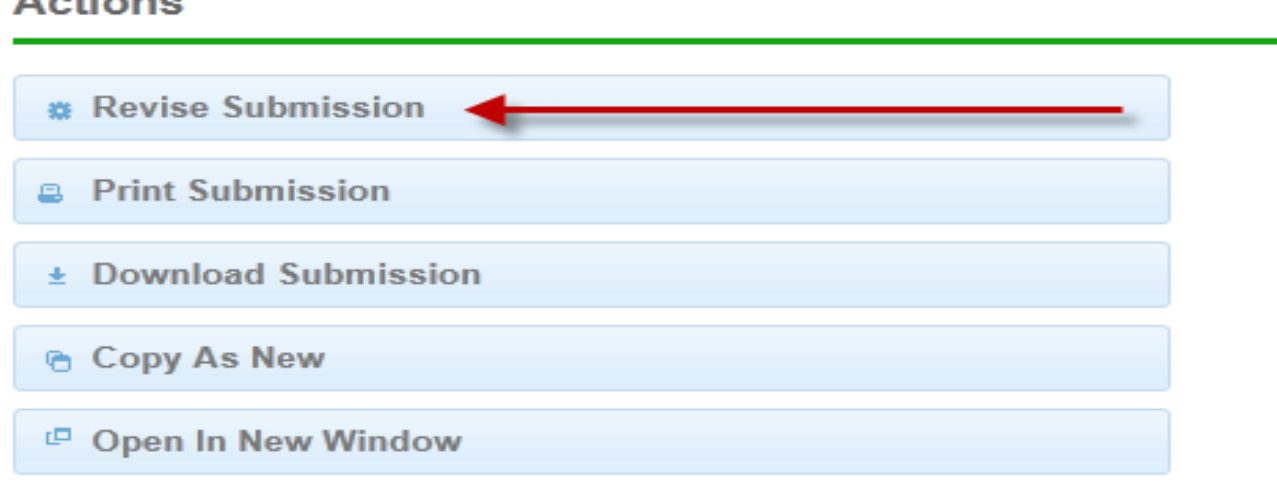 Actions
Revise Submission
Print Submission
Download Submission
Copy As New
Open In New Window